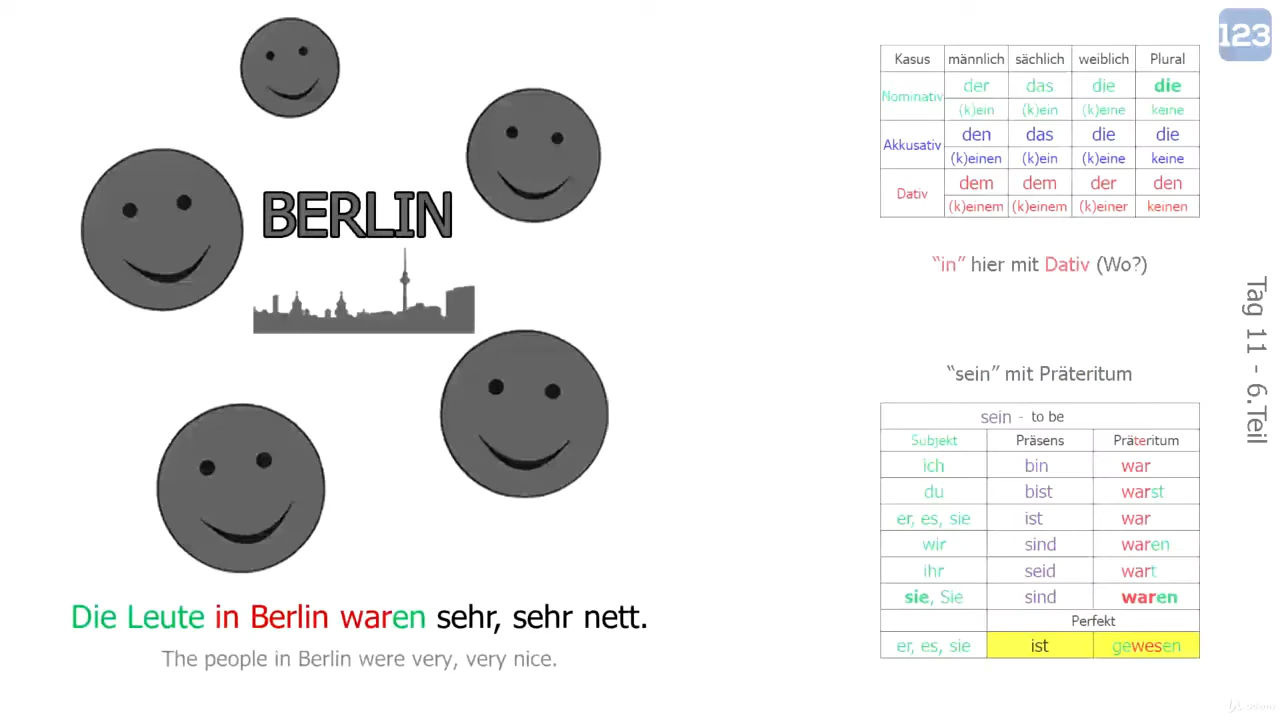 BERLIN
Die Leute in Berlin waren sehr, sehr nett.
The people in Berlin were very, very nice.
123
Kasus männlich sächlich weiblich Plural
Nominativ der das die die
(k)ein (k)ein (k)eine keine
Akkusativ den das die die
(k)einen (k)ein (k)eine keine
Dativ dem dem der den
(k)einem (k)einem (k)einer keinen
“in” hier mit Dativ (Wo?)
“sein” mit Präteritum
sein - to be
Subjekt Präsens Präteritum
ich bin war
du bist warst
er, es, sie ist war
wir sind waren
ihr seid wart
sie, Sie sind waren
Perfekt
er, es, sie ist gewesen
Tag 11 - 6.Teil